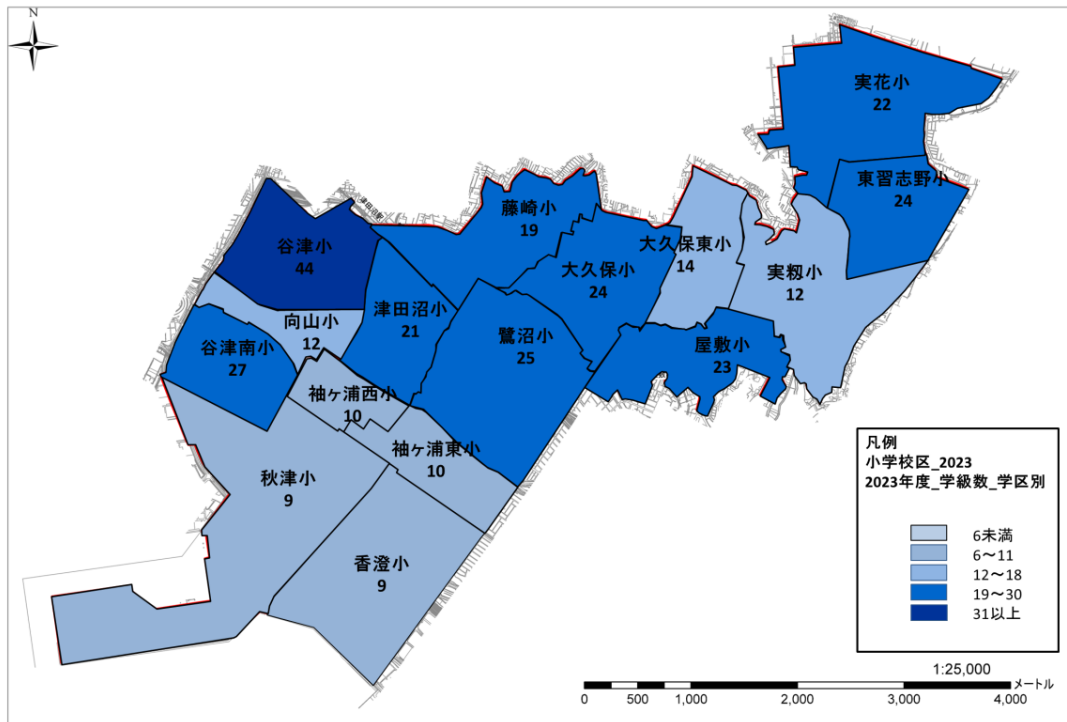 N
実花小
22
東習志野小
24
藤崎小
19
津田沼駅
谷津小
44
大久保東小
14
大久保小
24
実籾小
12
向山小
12
津田沼小
21
鷺沼小
25
屋敷小
23
谷津南小
27
袖ヶ浦西小
10
袖ヶ浦東小
10
秋津小
9
香澄小
9
凡例
小学校区_2023
2023年度_学級数_学区別
6未満
6～11
12～18
19～30
31以上
1:25,000
メートル
0 500 1,000 2,000 3,000 4,000